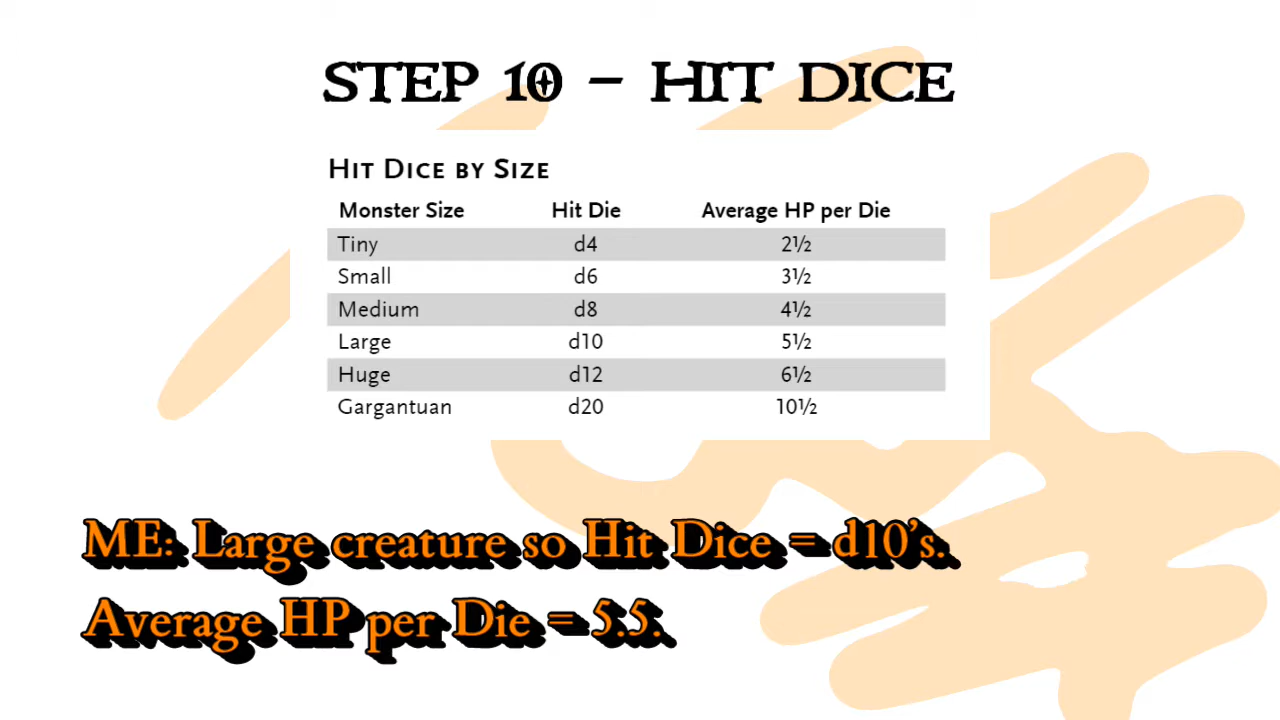 STEP 10 – HIT DICE
HIT DICE BY SIZE
Monster Size Hit Die Average HP per Die
Tiny d4 2½
Small d6 3½
Medium d8 4½
Large d10 5½
Huge d12 6½
Gargantuan d20 10½
ME: Large creature so Hit Dice = d10's.
Average HP per Die = 5.5.